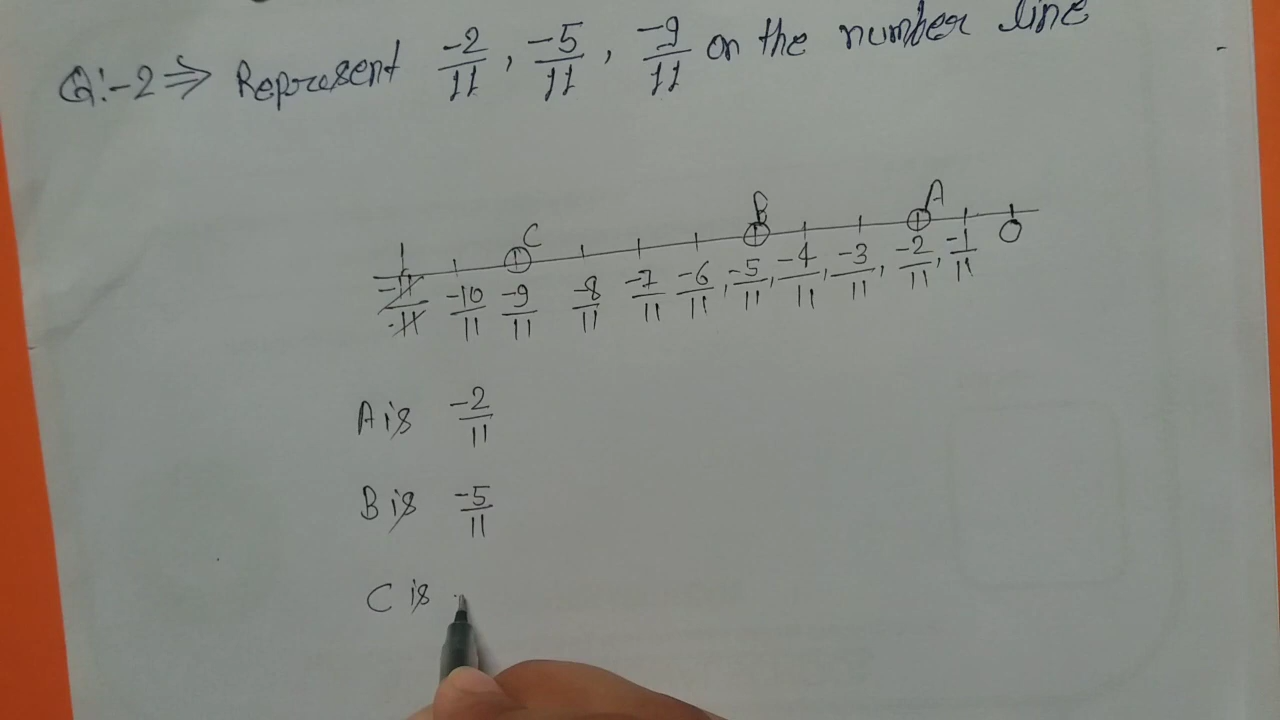 Q:-2⇒ Represent -2/11, -5/11, -9/11 on the number line
C B A
-11/11 -10/11 -9/11 -8/11 -7/11 -6/11, -5/11, -4/11, -3/11, -2/11, -1/11 0
A is -2/11
B is -5/11
C is